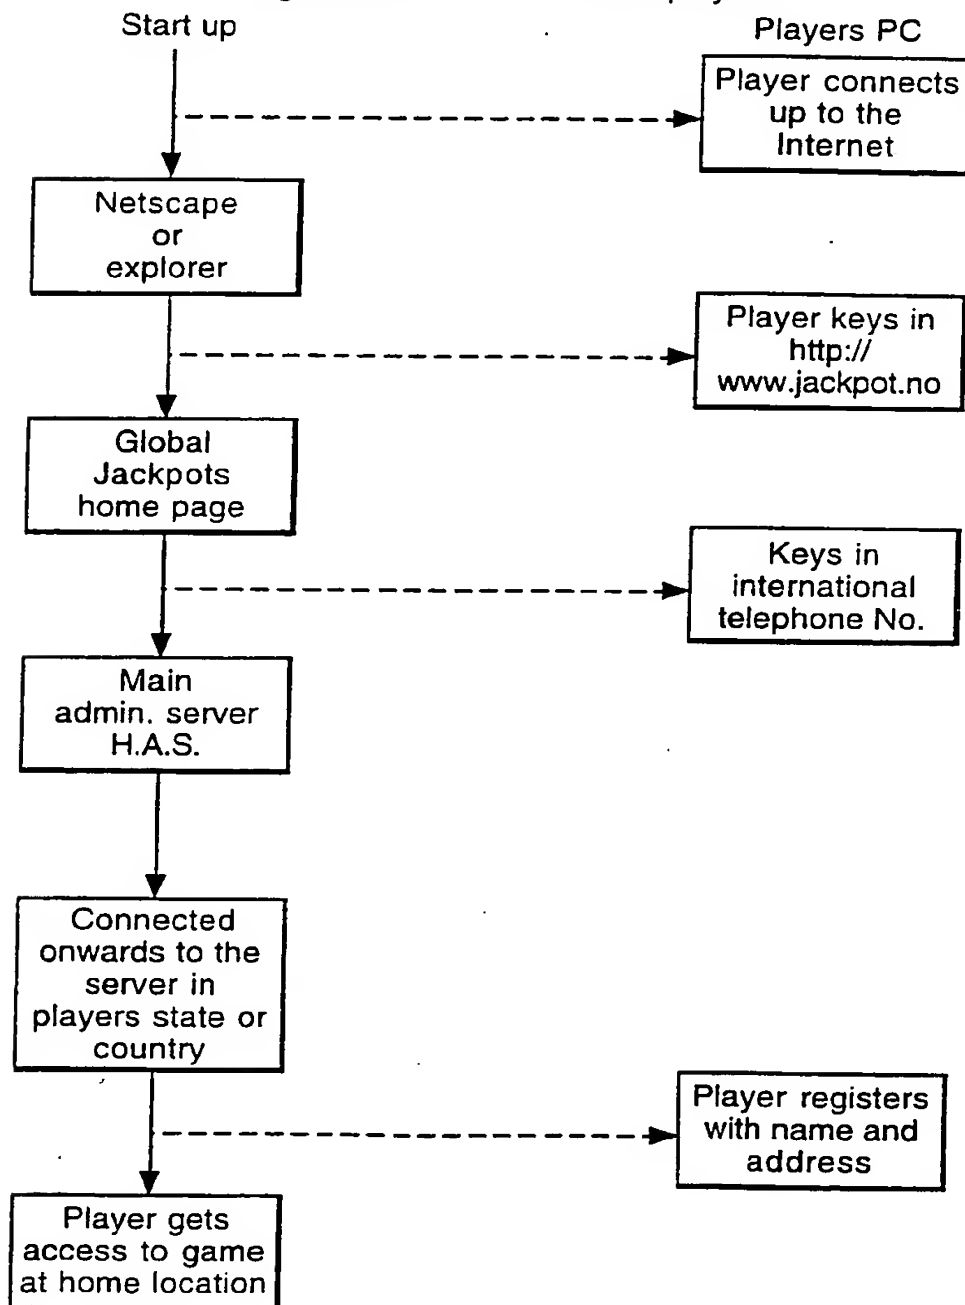 Start up
Players PC
Player connects
up to the
Internet
Netscape
or
explorer
Player keys in
http://
www.jackpot.no
Global
Jackpots
home page
Keys in
international
telephone No.
Main
admin. server
H.A.S.
Connected
onwards to the
server in
players state or
country
Player registers
with name and
address
Player gets
access to game
at home location